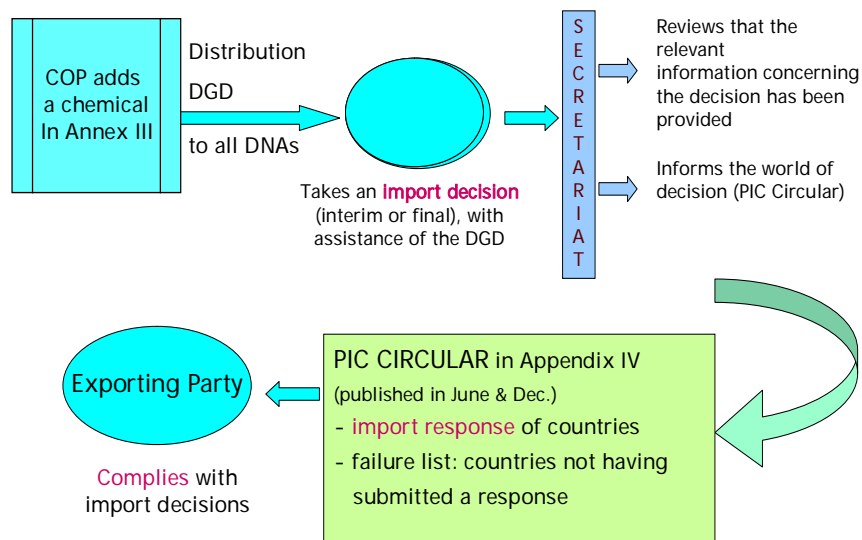 COP adds
a chemical
In Annex III
Distribution
DGD
to all DNAs
Takes an import decision
(interim or final), with
assistance of the DGD
S
E
C
R
E
T
A
R
I
A
T
Reviews that the
relevant
information concerning
the decision has been
provided
Informs the world of
decision (PIC Circular)
PIC CIRCULAR in Appendix IV
(published in June & Dec.)
- import response of countries
- failure list: countries not having
submitted a response
Exporting Party
Complies with
import decisions